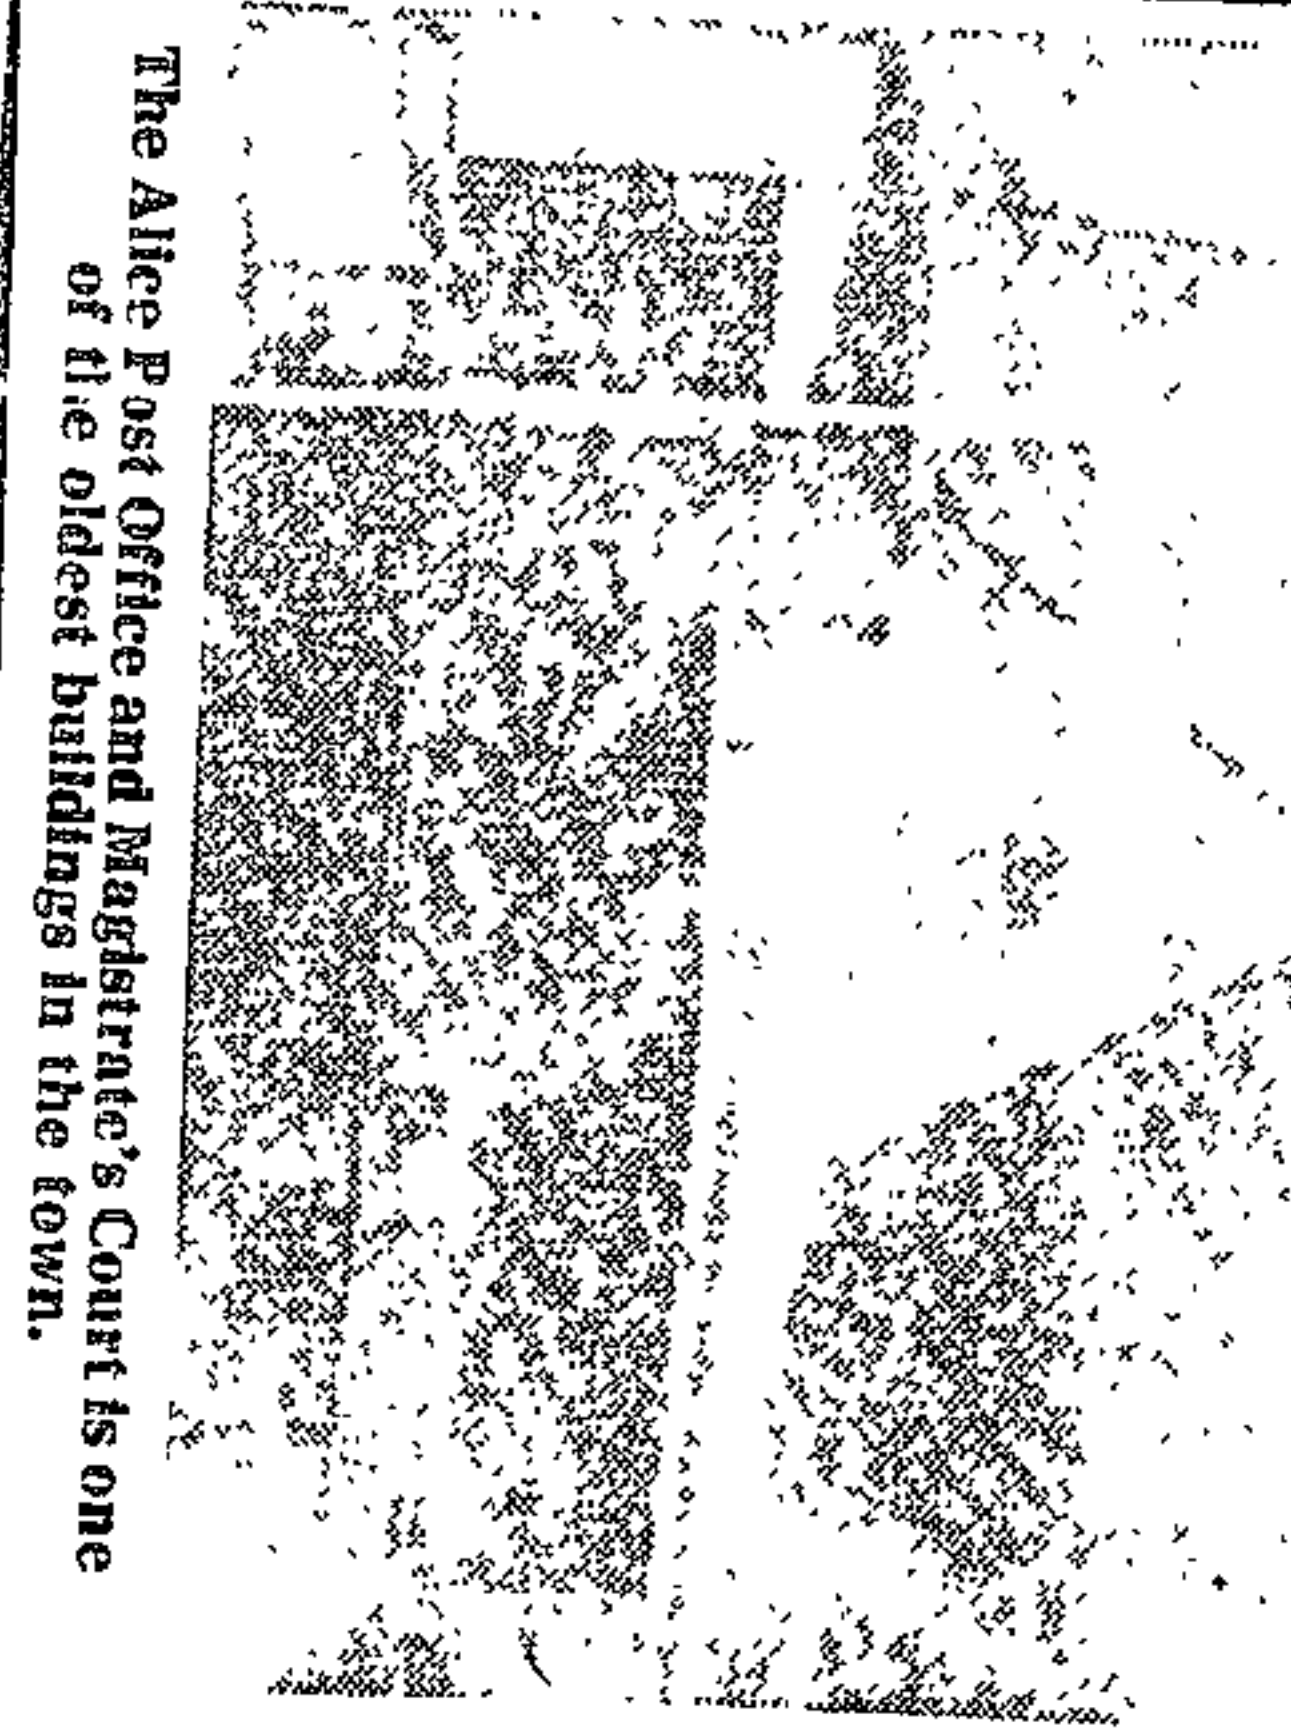 The Alice Post Office and Magistrate's Court is one
of the oldest buildings in the town.